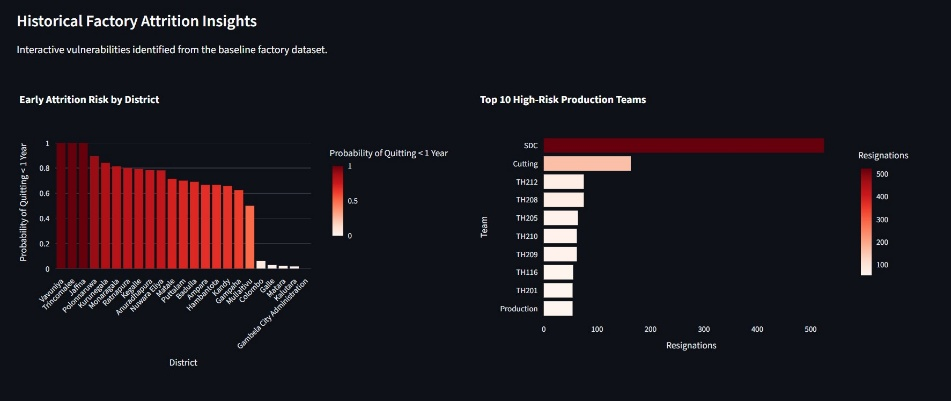 Historical Factory Attrition Insights
Interactive vulnerabilities identified from the baseline factory dataset.
Early Attrition Risk by District
Probability of Quitting < 1 Year
1
0.8
0.6
0.4
0.2
0
Vavuniya
Trincomalee
Jaffna
Polonnaruwa
Kurunegala
Moneragala
Ratnapura
Kegalle
Anuradhapura
Nuwara Eliya
Matale
Puttalam
Badulla
Ampara
Hambantota
Kandy
Gampaha
Mullaitivu
Colombo
Galle
Matara
Kalutara
Gambela City Administration
District
Probability of Quitting < 1 Year
1
0.5
0
Top 10 High-Risk Production Teams
Team
SOC
Cutting
TH212
TH208
TH205
TH210
TH209
TH116
TH201
Production
0
100
200
300
400
500
Resignations
Resignations
500
400
300
200
100